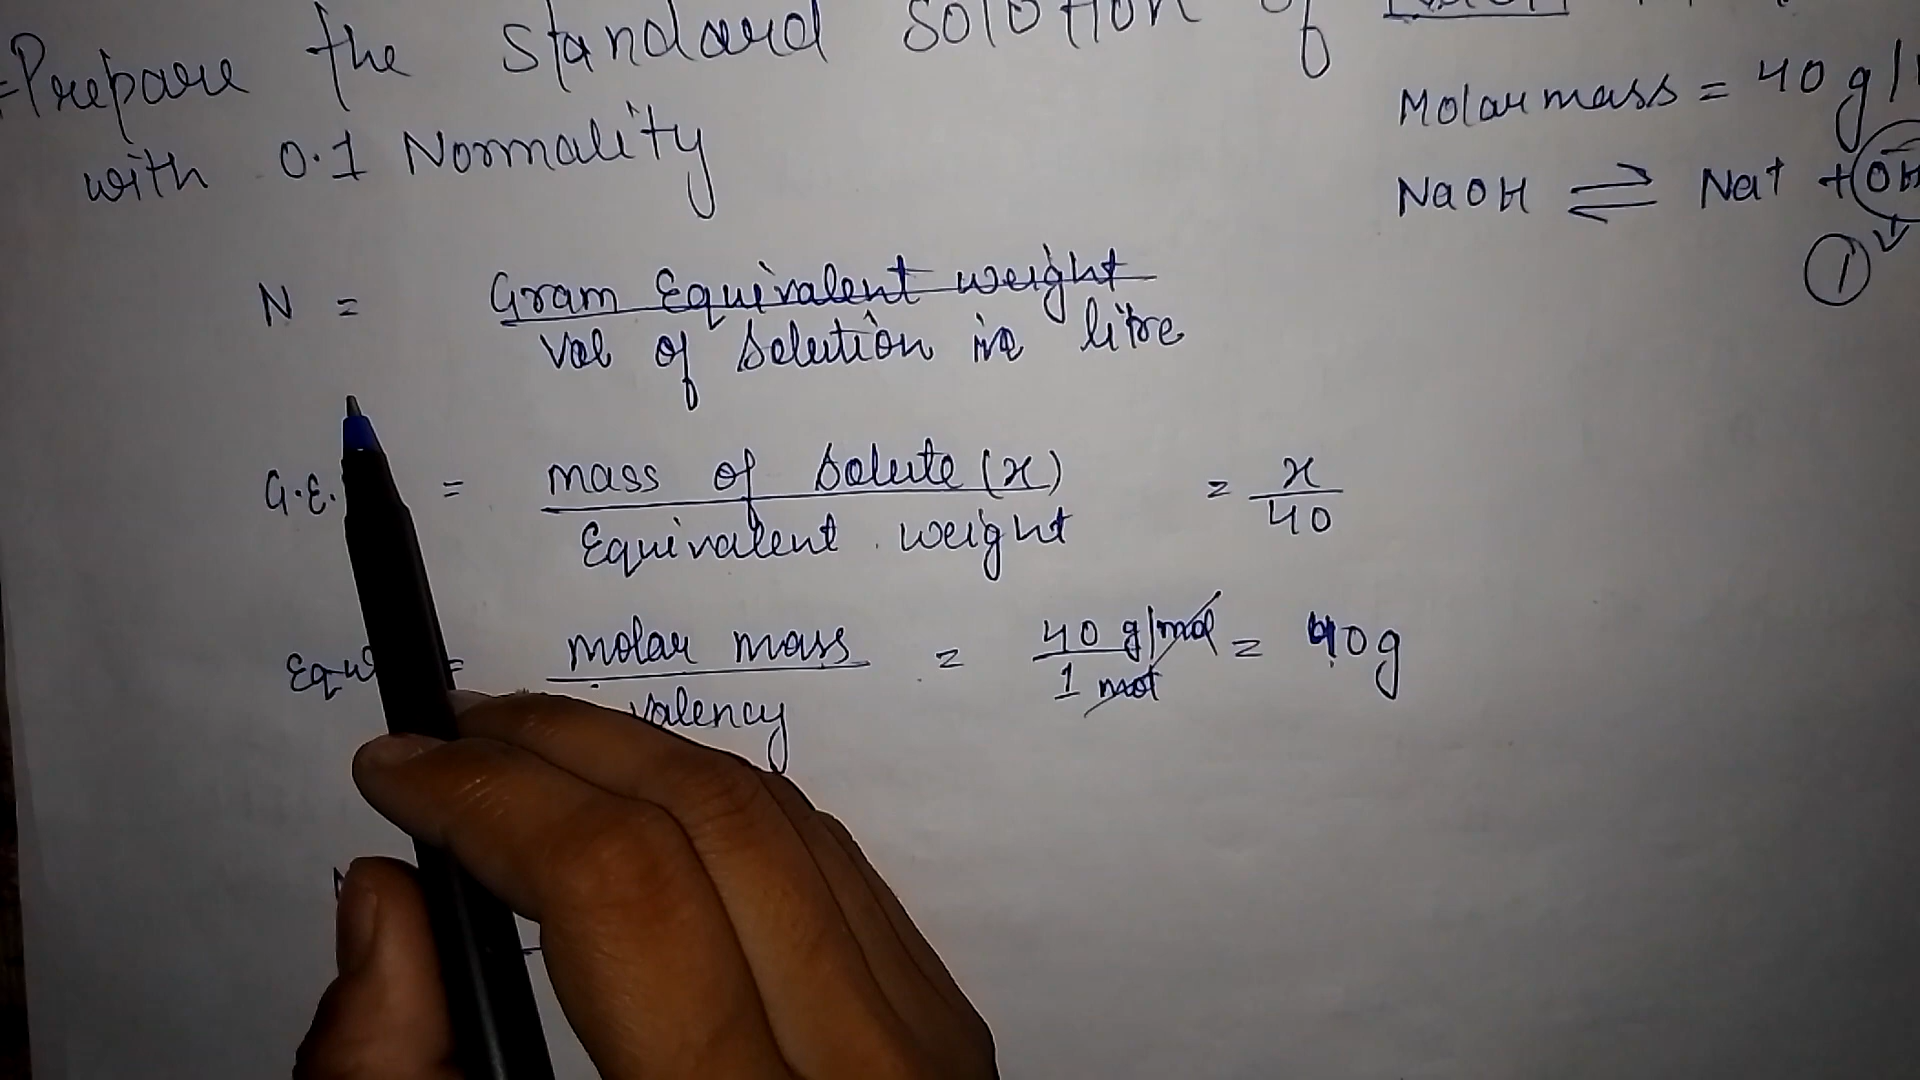 Prepare the standard solution of
with 0.1 Normality
Molar mass = 40 g/
NaOH ⇌ Na+ + OH
1
N = Gram Equivalent weight
Vol of solution in litre
G.E. = mass of solute (x) = x
Equivalent weight 40
Equi = molar mass = 40 g/mol = 40g
valency 1 mol